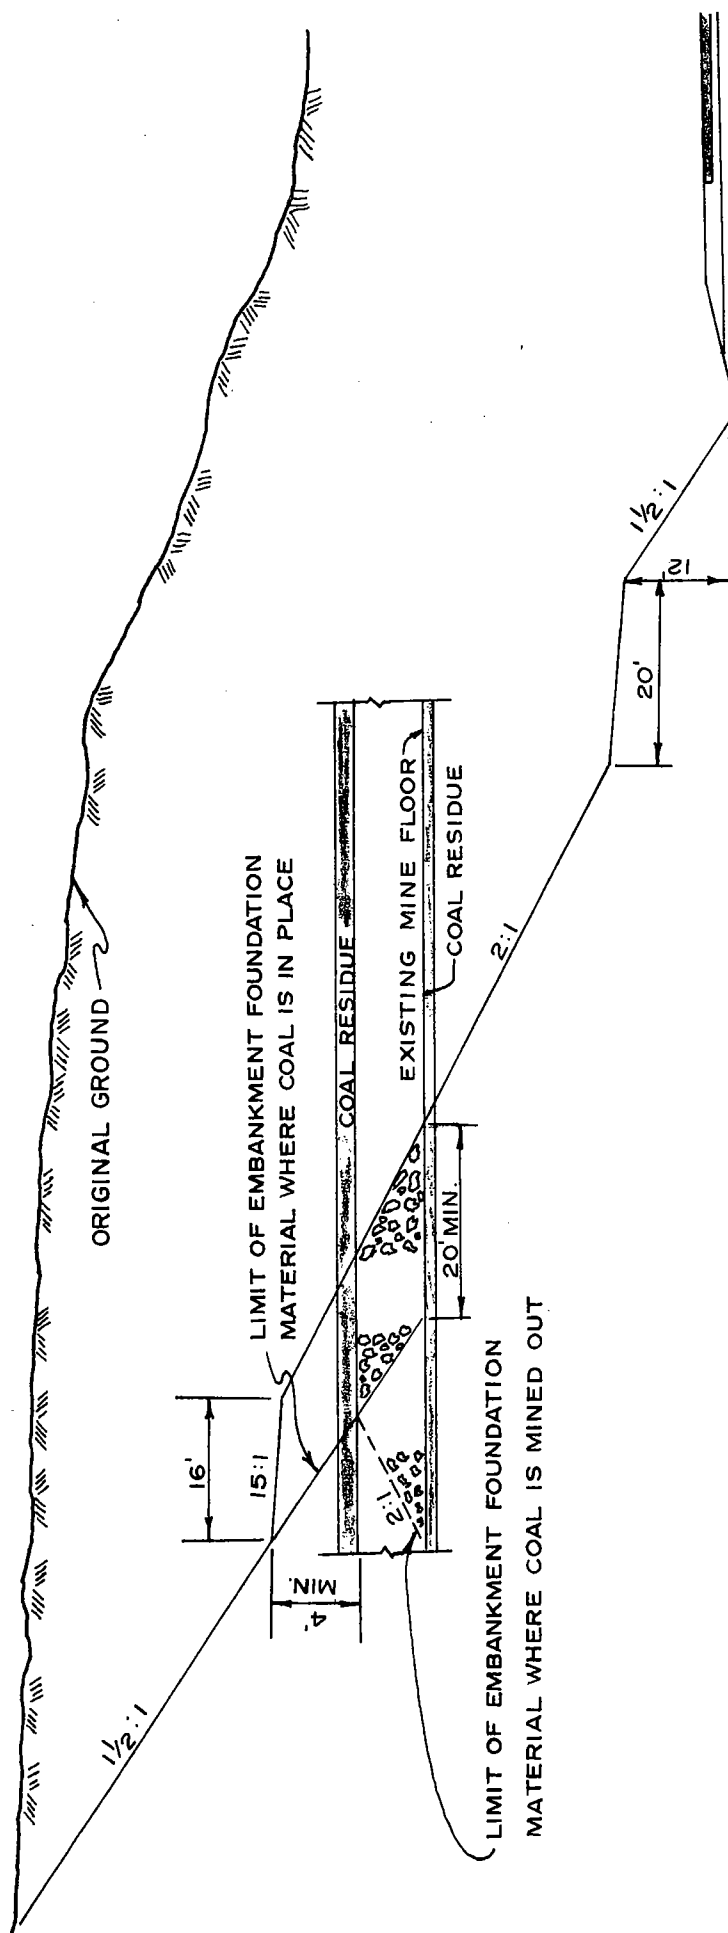 ORIGINAL GROUND
1½:1
16'
15:1
4'
MIN.
LIMIT OF EMBANKMENT FOUNDATION
MATERIAL WHERE COAL IS IN PLACE
COAL RESIDUE
EXISTING MINE FLOOR
COAL RESIDUE
2:1
20' MIN.
2:1
LIMIT OF EMBANKMENT FOUNDATION
MATERIAL WHERE COAL IS MINED OUT
20'
12'
1½:1